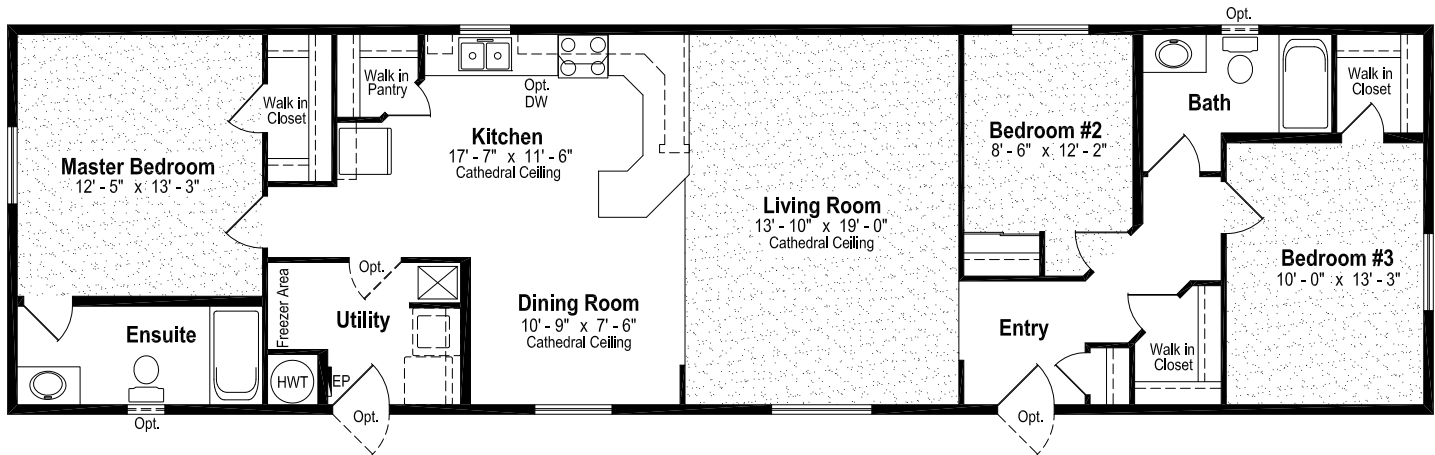 Opt.
Walk in
Closet
Walk in
Pantry
Opt.
DW
Kitchen
17' - 7" x 11' - 6"
Cathedral Ceiling
Master Bedroom
12' - 5" x 13' - 3"
Living Room
13' - 10" x 19' - 0"
Cathedral Ceiling
Bedroom #2
8' - 6" x 12' - 2"
Bath
Walk in
Closet
Bedroom #3
10' - 0" x 13' - 3"
Freezer Area
Opt.
Utility
Dining Room
10' - 9" x 7' - 6"
Cathedral Ceiling
Entry
Walk in
Closet
Ensuite
HWT
EP
Opt.
Opt.
Opt.